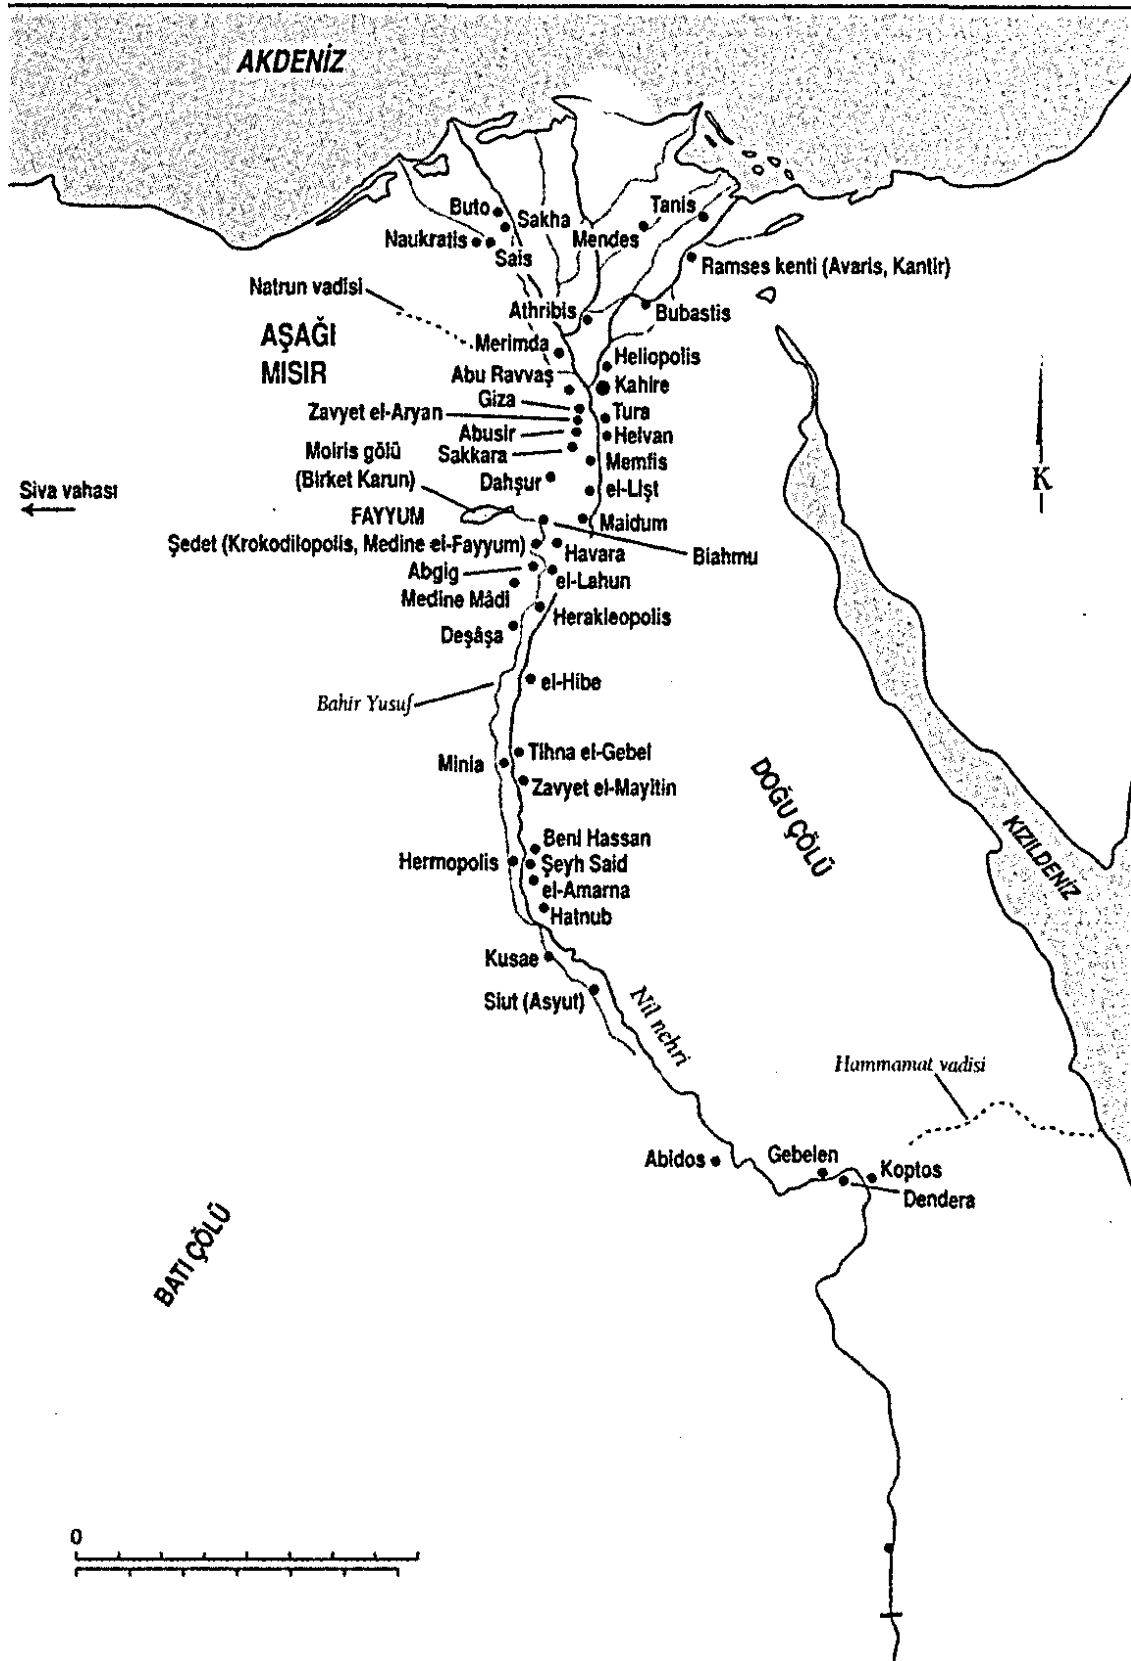 AKDENİZ
Buto
Sakha
Tanis
Naukratis
Sais
Mendes
Ramses kenti (Avaris, Kantir)
Natrun vadisi
Athribis
Bubastis
AŞAĞI
MISIR
Merimda
Heliopolis
Abu Ravvaş
Kahire
Giza
Zavyet el-Aryan
Tura
Abusir
Helvan
Moiris gölü
(Birket Karun)
Sakkara
Memfis
Dahşur
el-Lişt
Siva vahası
K
FAYYUM
Maidum
Şedet (Krokodilopolis, Medine el-Fayyum)
Havara
Biahmu
Abgig
el-Lahun
Medine Mâdi
Herakleopolis
Deşâşa
el-Hibe
Bahir Yusuf
Tihna el-Gebel
Minia
Zavyet el-Mayitin
DOĞU ÇÖLÜ
KIZILDENİZ
Beni Hassan
Hermopolis
Şeyh Said
el-Amarna
Hatnub
Kusae
Siut (Asyut)
Nil nehri
Hammamat vadisi
Abidos
Gebelen
Koptos
Dendera
BATI ÇÖLÜ
0